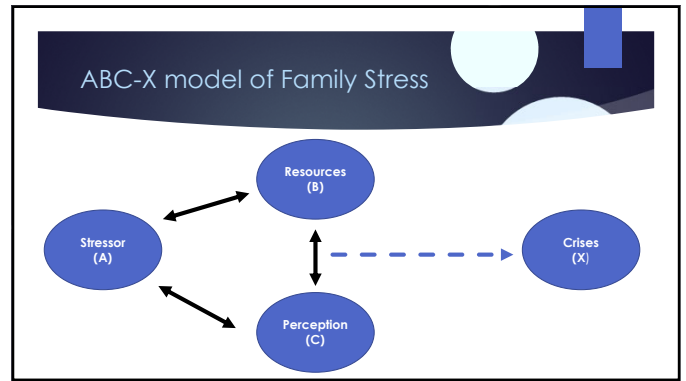 ABC-X model of Family Stress
Resources
(B)
Stressor
(A)
Crises
(X)
Perception
(C)